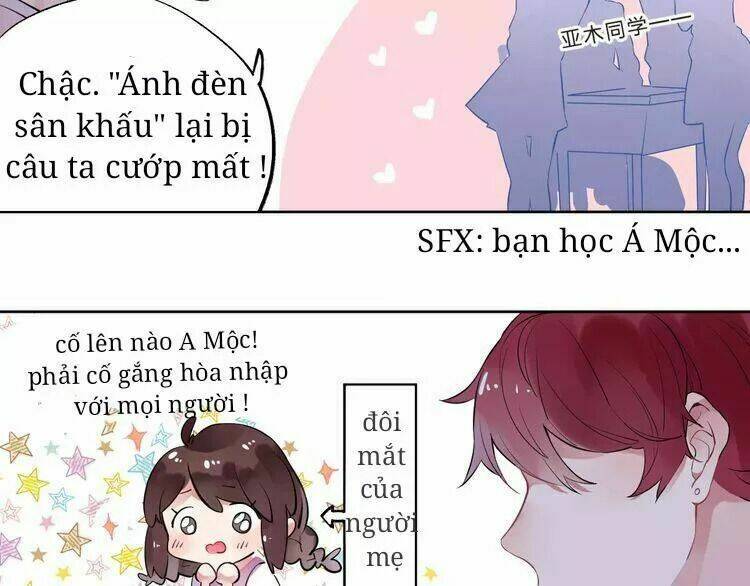 亚木同学——
Chậc. "Ánh đèn
sân khấu" lại bị
câu ta cướp mất !
SFX: bạn học Á Mộc...
cố lên nào A Mộc!
phải cố gắng hòa nhập
với mọi người !
đôi
mắt
của
người
mẹ